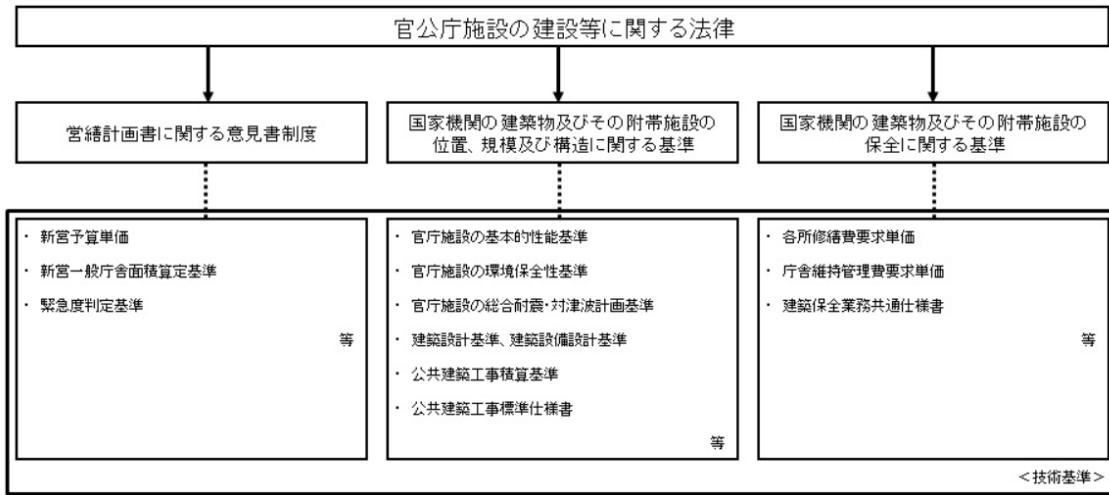 官公庁施設の建設等に関する法律
営繕計画書に関する意見書制度
国家機関の建築物及びその附帯施設の
位置、規模及び構造に関する基準
国家機関の建築物及びその附帯施設の
保全に関する基準
・ 新営予算単価
・ 新営一般庁舎面積算定基準
・ 緊急度判定基準
等
・ 官庁施設の基本的性能基準
・ 官庁施設の環境保全性基準
・ 官庁施設の総合耐震・対津波計画基準
・ 建築設計基準、建築設備設計基準
・ 公共建築工事積算基準
・ 公共建築工事標準仕様書
等
・ 各所修繕費要求単価
・ 庁舎維持管理費要求単価
・ 建築保全業務共通仕様書
等
＜技術基準＞